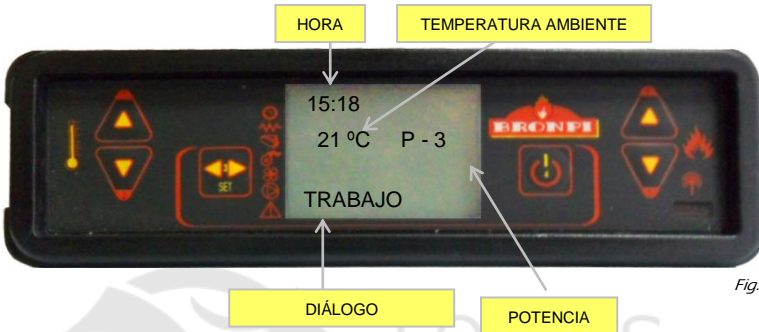 HORA
TEMPERATURA AMBIENTE
15:18
21 ºC P - 3
BRONPI
SET
TRABAJO
Fig.
DIÁLOGO
POTENCIA